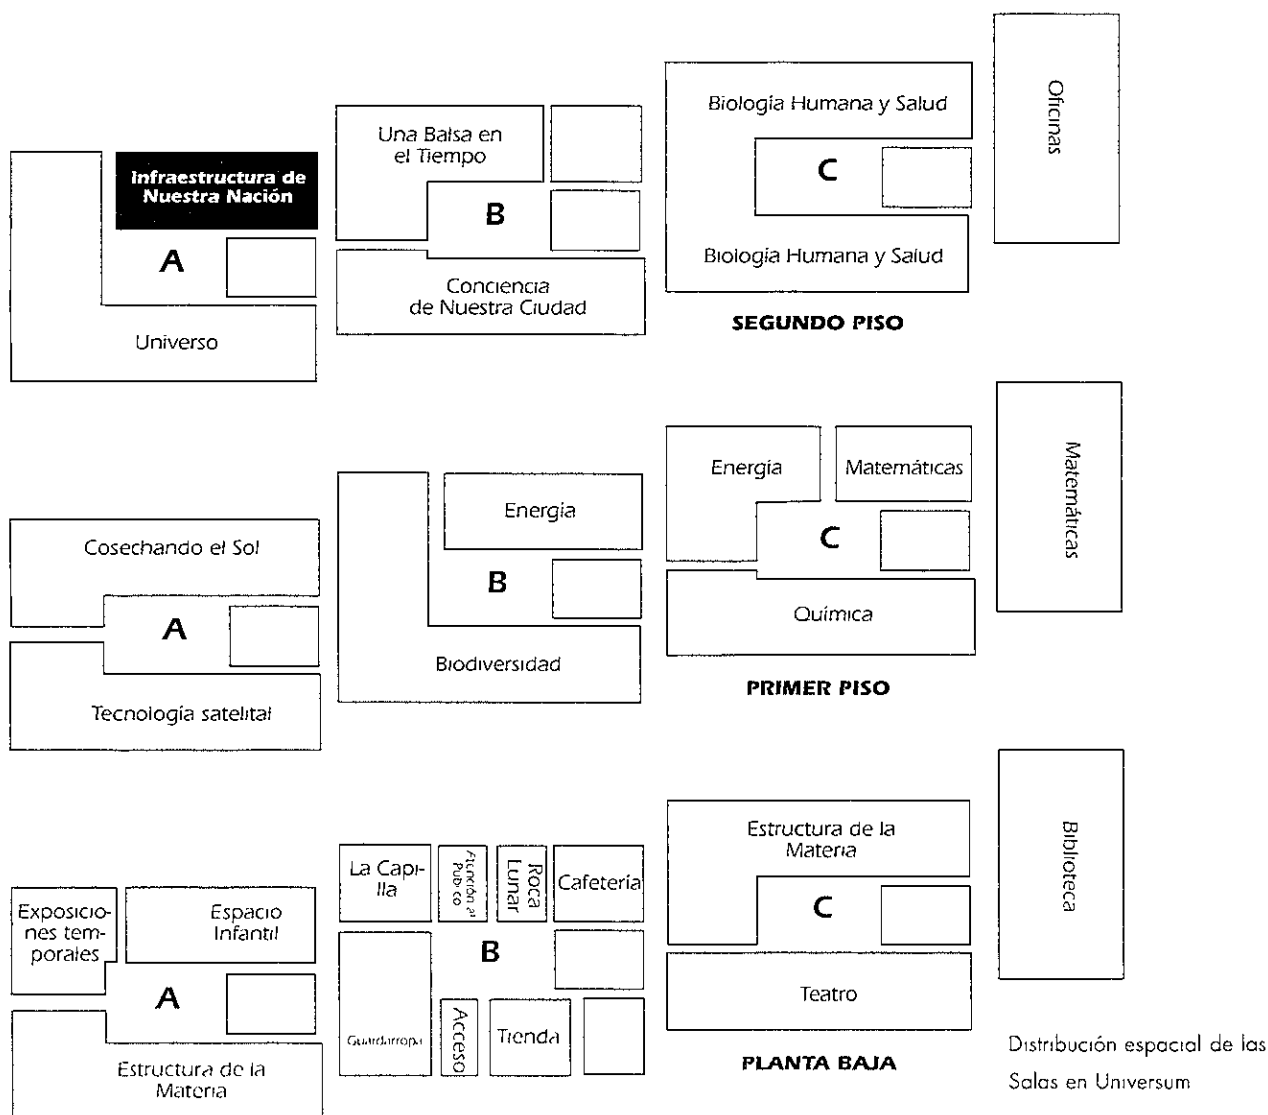 Biología Humana y Salud
Oficinas
Una Balsa en
el Tiempo
C
Infraestructura de
Nuestra Nación
B
A
Biología Humana y Salud
Conciencia
de Nuestra Ciudad
SEGUNDO PISO
Universo
Energía
Matemáticas
Matemáticas
Energía
Cosechando el Sol
C
B
A
Química
Biodiversidad
PRIMER PISO
Tecnología satelital
Estructura de la
Materia
Biblioteca
La Capi-
lla
Atención al
Público
Roca
Lunar
Cafetería
Exposicio-
nes tem-
porales
Espacio
Infantil
C
B
A
Teatro
Guardarropa
Acceso
Tienda
Estructura de la
Materia
PLANTA BAJA
Distribución espacial de las
Salas en Universum